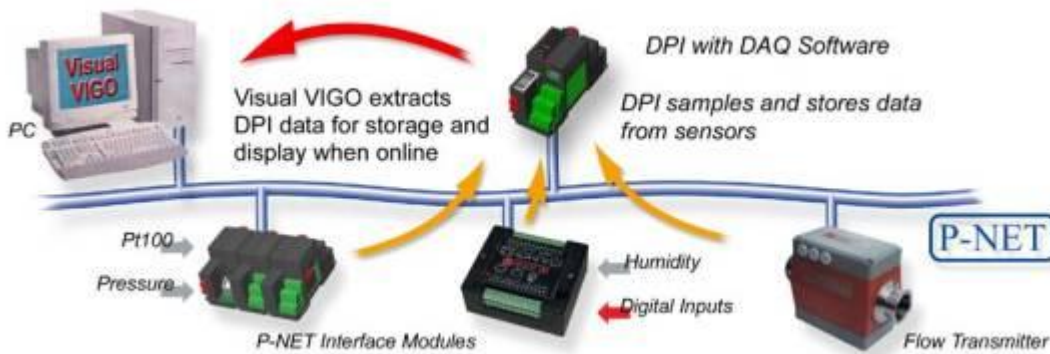 Visual
VIGO
PC
Visual VIGO extracts
DPI data for storage and
display when online
DPI with DAQ Software
DPI samples and stores data
from sensors
P-NET
Pt100
Pressure
P-NET Interface Modules
Humidity
Digital Inputs
Flow Transmitter